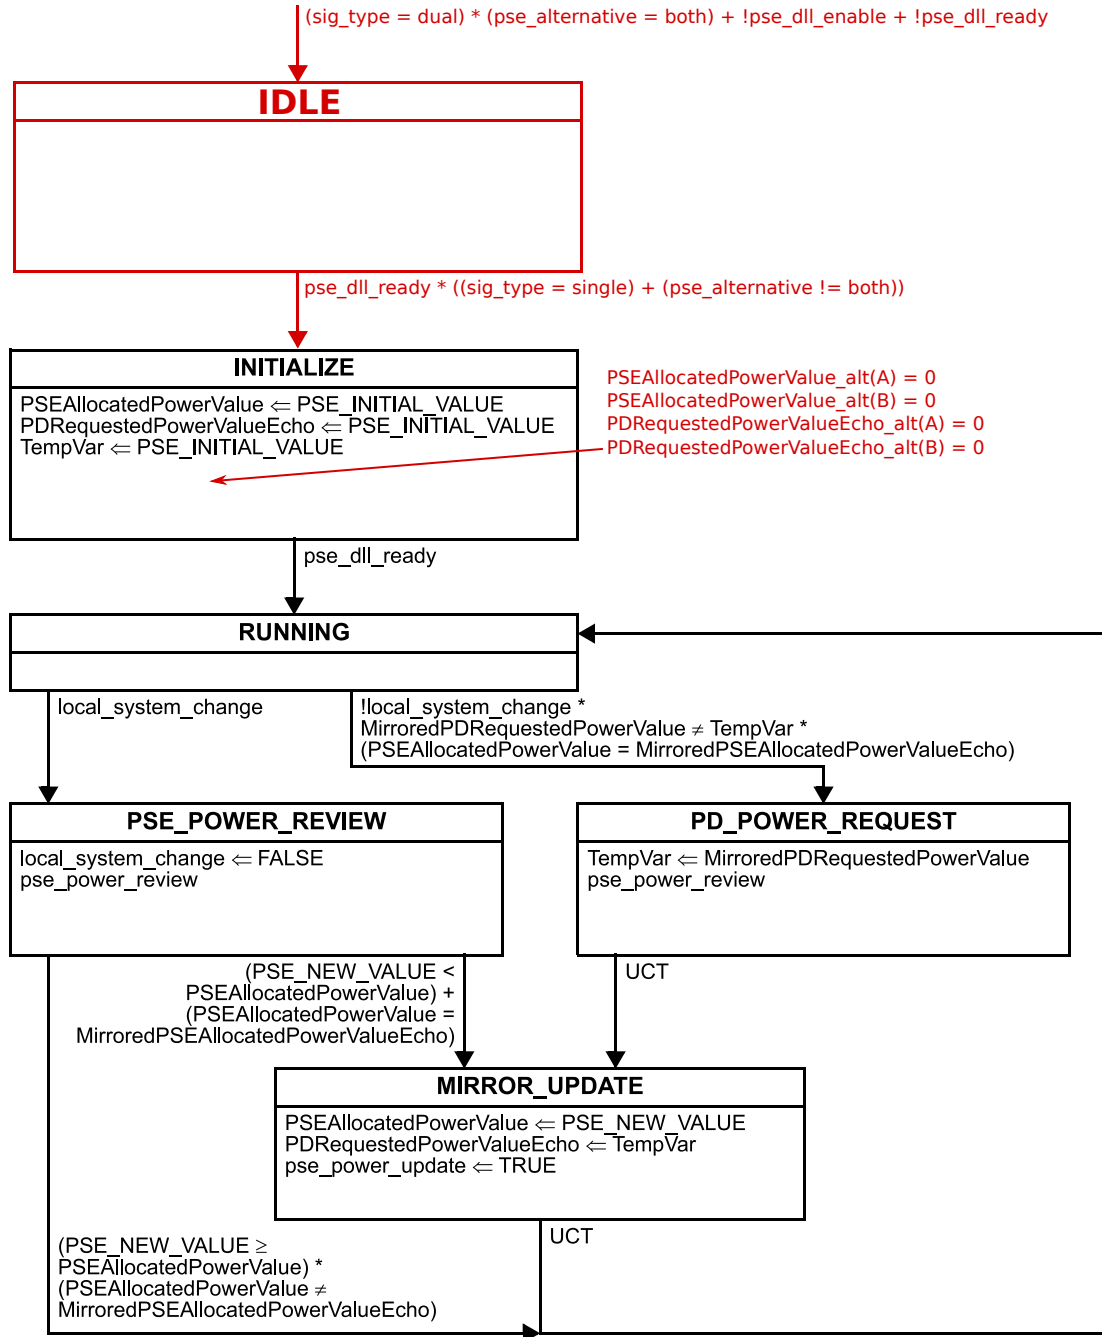 (sig_type = dual) * (pse_alternative = both) + !pse_dll_enable + !pse_dll_ready
IDLE
pse_dll_ready * ((sig_type = single) + (pse_alternative != both))
INITIALIZE
PSEAllocatedPowerValue ⇐ PSE_INITIAL_VALUE
PDRequestedPowerValueEcho ⇐ PSE_INITIAL_VALUE
TempVar ⇐ PSE_INITIAL_VALUE
PSEAllocatedPowerValue_alt(A) = 0
PSEAllocatedPowerValue_alt(B) = 0
PDRequestedPowerValueEcho_alt(A) = 0
PDRequestedPowerValueEcho_alt(B) = 0
pse_dll_ready
RUNNING
local_system_change
!local_system_change *
MirroredPDRequestedPowerValue ≠ TempVar *
(PSEAllocatedPowerValue = MirroredPSEAllocatedPowerValueEcho)
PSE_POWER_REVIEW
local_system_change ⇐ FALSE
pse_power_review
PD_POWER_REQUEST
TempVar ⇐ MirroredPDRequestedPowerValue
pse_power_review
(PSE_NEW_VALUE <
PSEAllocatedPowerValue) +
(PSEAllocatedPowerValue =
MirroredPSEAllocatedPowerValueEcho)
UCT
MIRROR_UPDATE
PSEAllocatedPowerValue ⇐ PSE_NEW_VALUE
PDRequestedPowerValueEcho ⇐ TempVar
pse_power_update ⇐ TRUE
(PSE_NEW_VALUE ≥
PSEAllocatedPowerValue) *
(PSEAllocatedPowerValue ≠
MirroredPSEAllocatedPowerValueEcho)
UCT